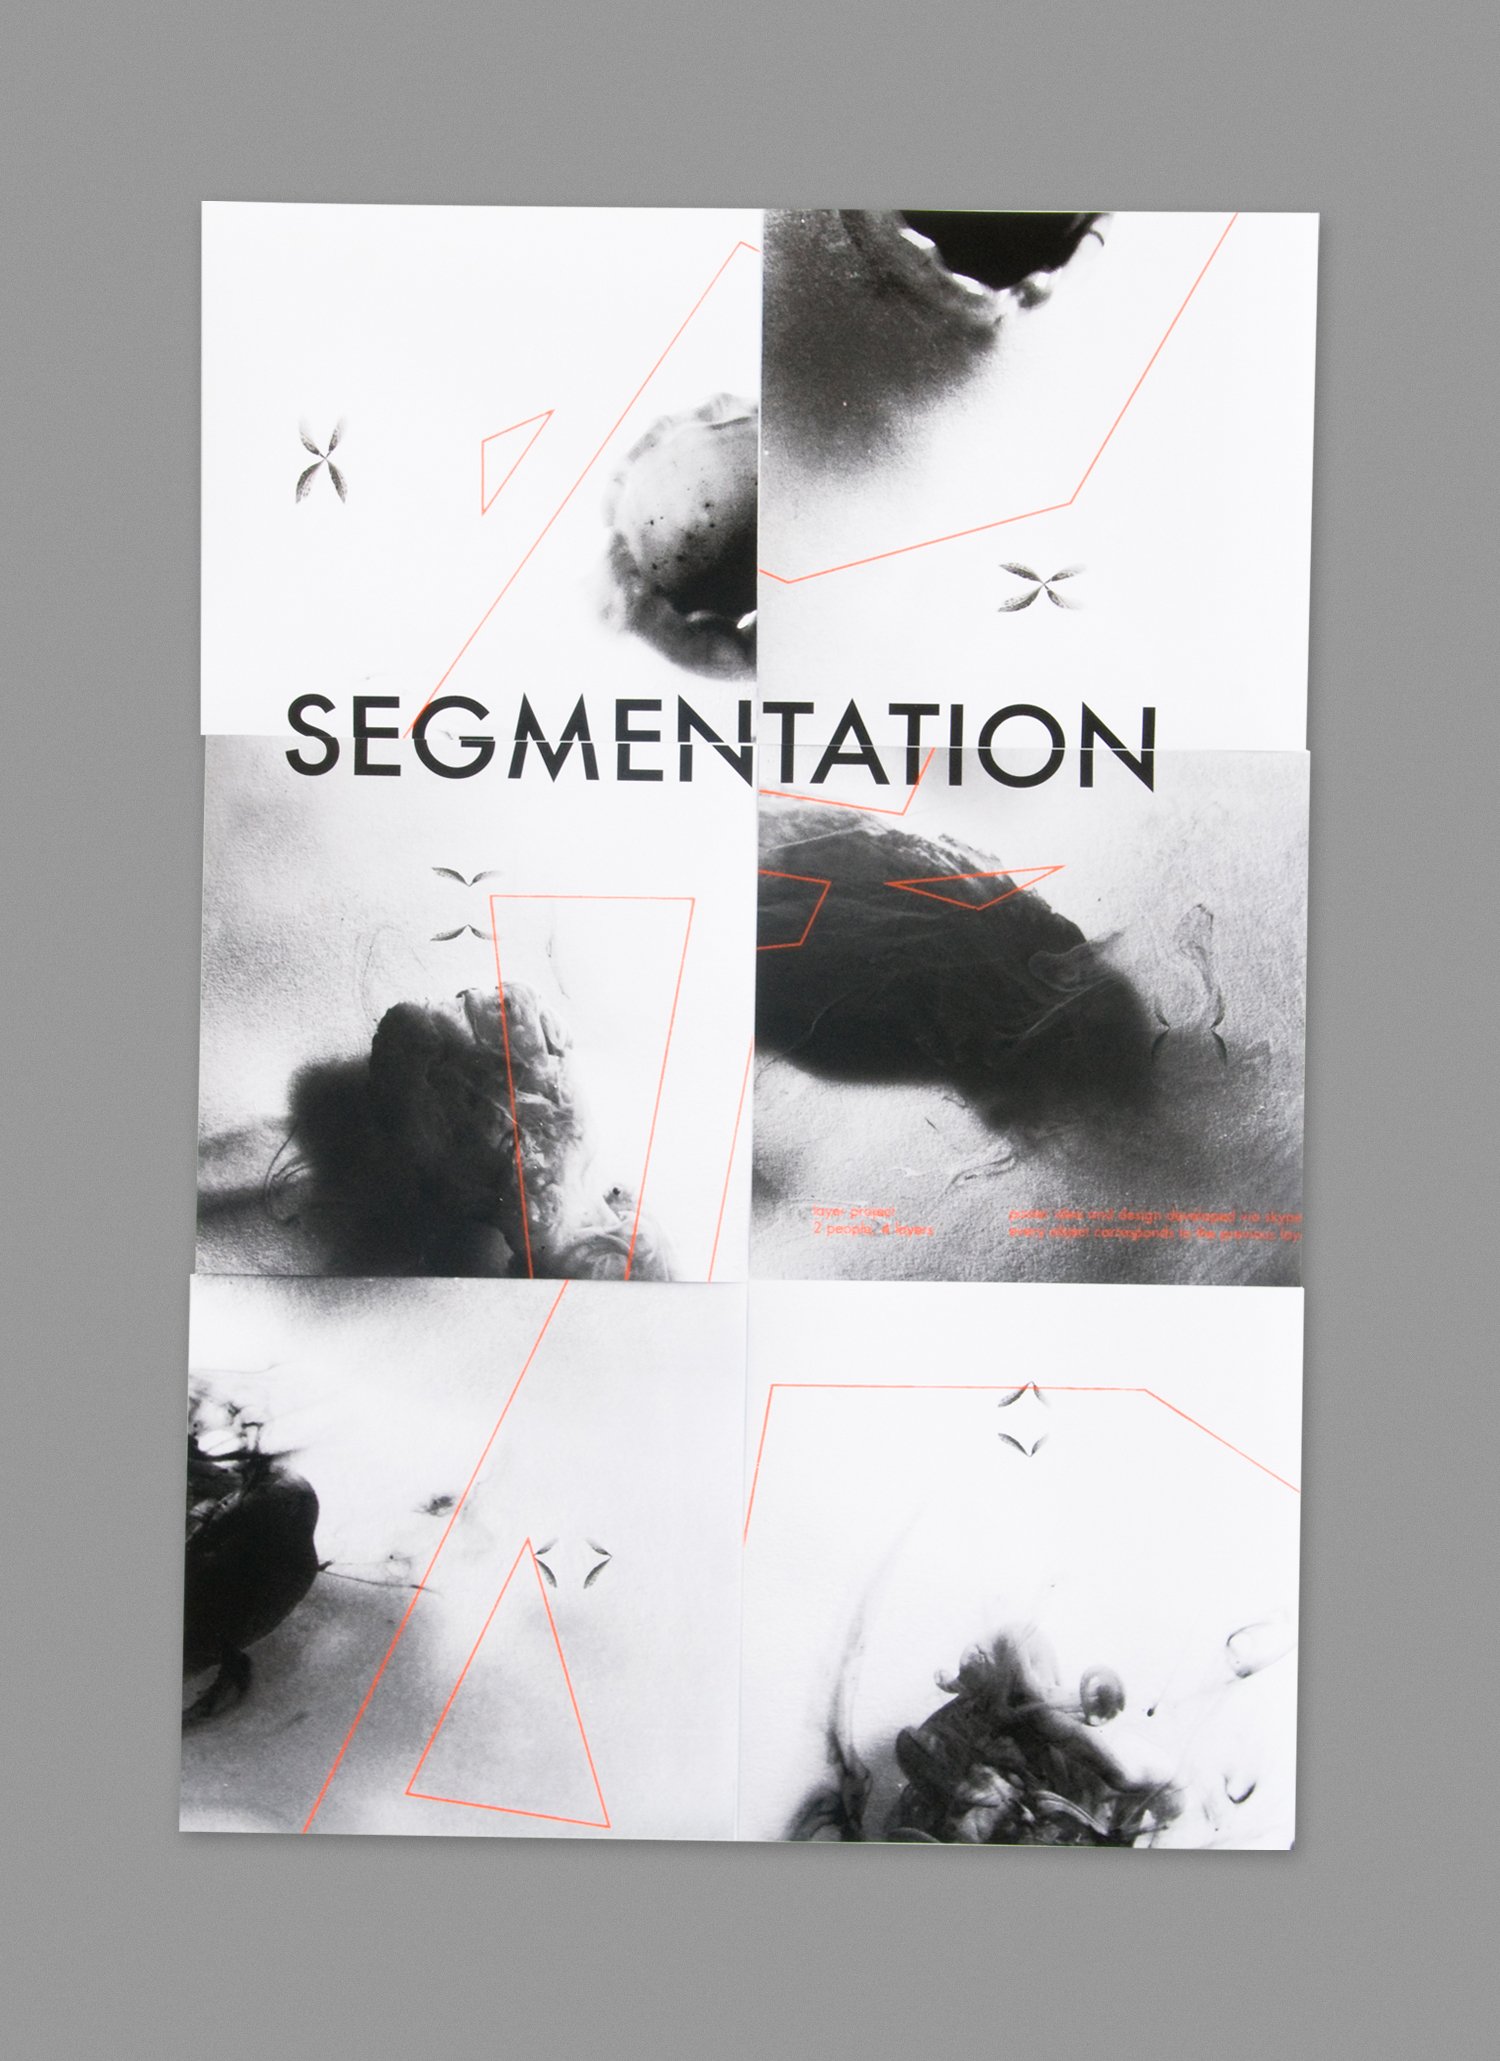 SEGMENTATION
layer project
2 people, 4 layers
poster idea and design developed via skype
every object corresponds to the previous lay